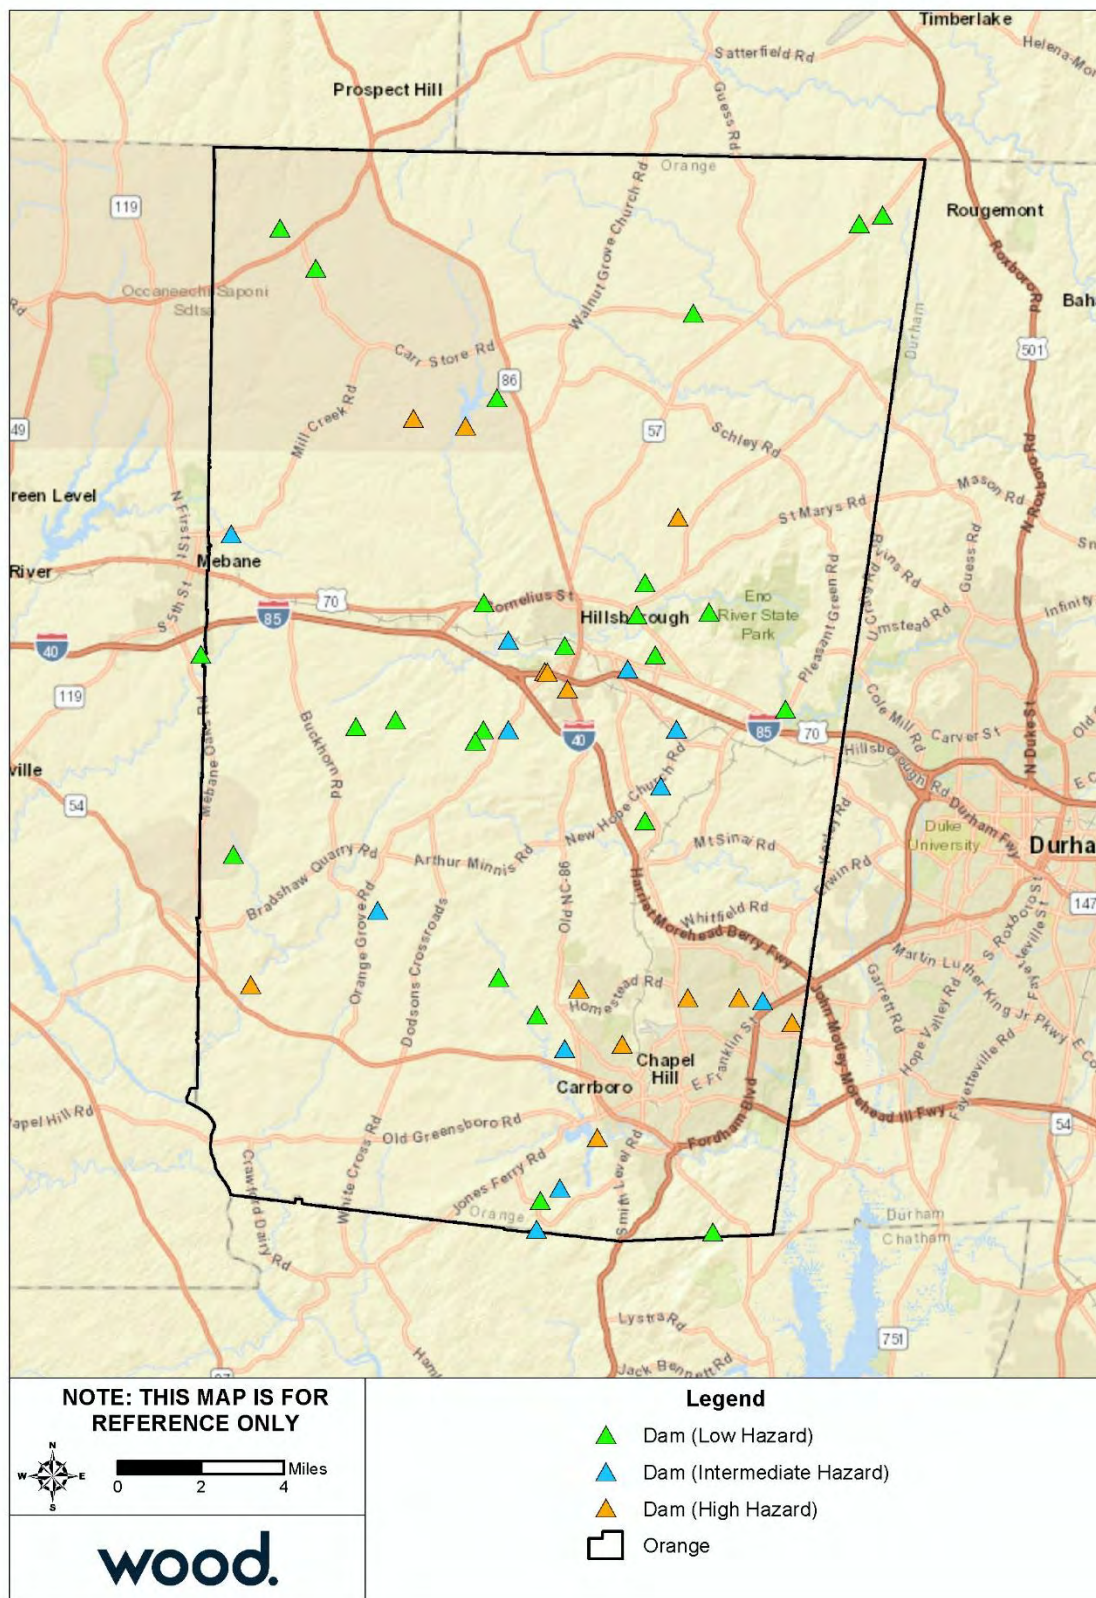 Timberlake
Helena-Mor
Satterfield Rd
Prospect Hill
Guess Rd
Orange
119
Rougemont
Walnut Grove Church Rd
Roxboro Rd
Occaneechi Saponi
Sdtsa
Rd
Bah
Durham
501
Carr Store Rd
86
49
57
Schley Rd
Mill Creek Rd
N Roxboro Rd
reen Level
Mason Rd
St Marys Rd
N First St
Guess Rd
Sn
River
Mebane
Pleasant Green Rd
70
Cornelius St
Eno
River State
Park
Infinity
S 5th St
85
Hillsborough
mstead Rd
40
119
Mebane Oaks Rd
Cole Mill Rd
Buckhorn Rd
40
85
70
Carver St
N Duke St
ville
Hillsborough Rd
54
New Hope Church Rd
Durham Fwy
Duke
University
Mt Sinai Rd
Durha
Arthur Minnis Rd
Bradshaw Quarry Rd
Old NC-86
Erwin Rd
Harriet Morehead Berry Fwy
Whitfield Rd
147
Orange Grove Rd
Dodsons Crossroads
S Roxboro St
Martin Luther King Jr Pkwy
E Co
Homestead Rd
Garrett Rd
Hope Valley Rd
John Motley Morehead III Fwy
Fayetteville Rd
Chapel
Hill
E Franklin St
Carrboro
apel Hill Rd
Old Greensboro Rd
Fordham Blvd
54
White Cross Rd
Crawford Dairy Rd
Jones Ferry Rd
Smith Level Rd
Orange
Durham
Chatham
Lystra Rd
751
Jack Bennett Rd
NOTE: THIS MAP IS FOR
REFERENCE ONLY
N
W E
S
Miles
0 2 4
wood.
Legend
Dam (Low Hazard)
Dam (Intermediate Hazard)
Dam (High Hazard)
Orange